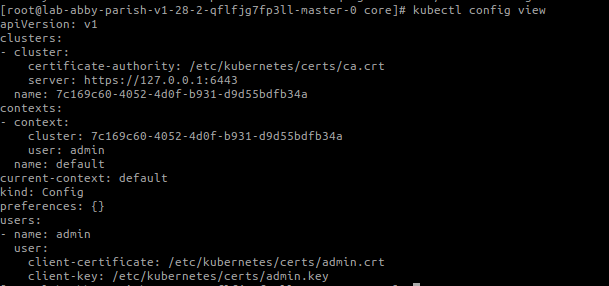 [root@lab-abby-parish-v1-28-2-qflfjg7fp3ll-master-0 core]# kubectl config view
apiVersion: v1
clusters:
- cluster:
    certificate-authority: /etc/kubernetes/certs/ca.crt
    server: https://127.0.0.1:6443
  name: 7c169c60-4052-4d0f-b931-d9d55bdfb34a
contexts:
- context:
    cluster: 7c169c60-4052-4d0f-b931-d9d55bdfb34a
    user: admin
  name: default
current-context: default
kind: Config
preferences: {}
users:
- name: admin
  user:
    client-certificate: /etc/kubernetes/certs/admin.crt
    client-key: /etc/kubernetes/certs/admin.key